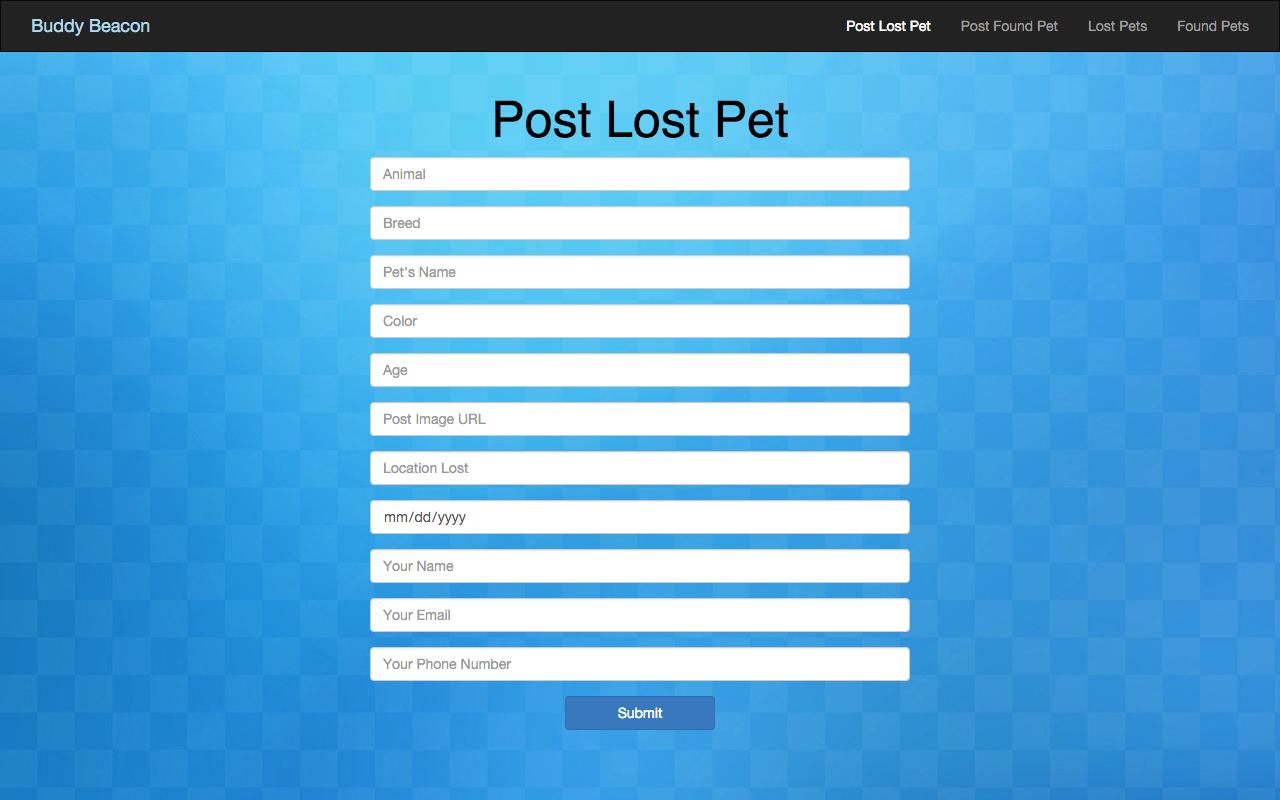 Buddy Beacon Post Lost Pet Post Found Pet Lost Pets Found Pets
Post Lost Pet
Animal
Breed
Pet's Name
Color
Age
Post Image URL
Location Lost
mm/dd/yyyy
Your Name
Your Email
Your Phone Number
Submit